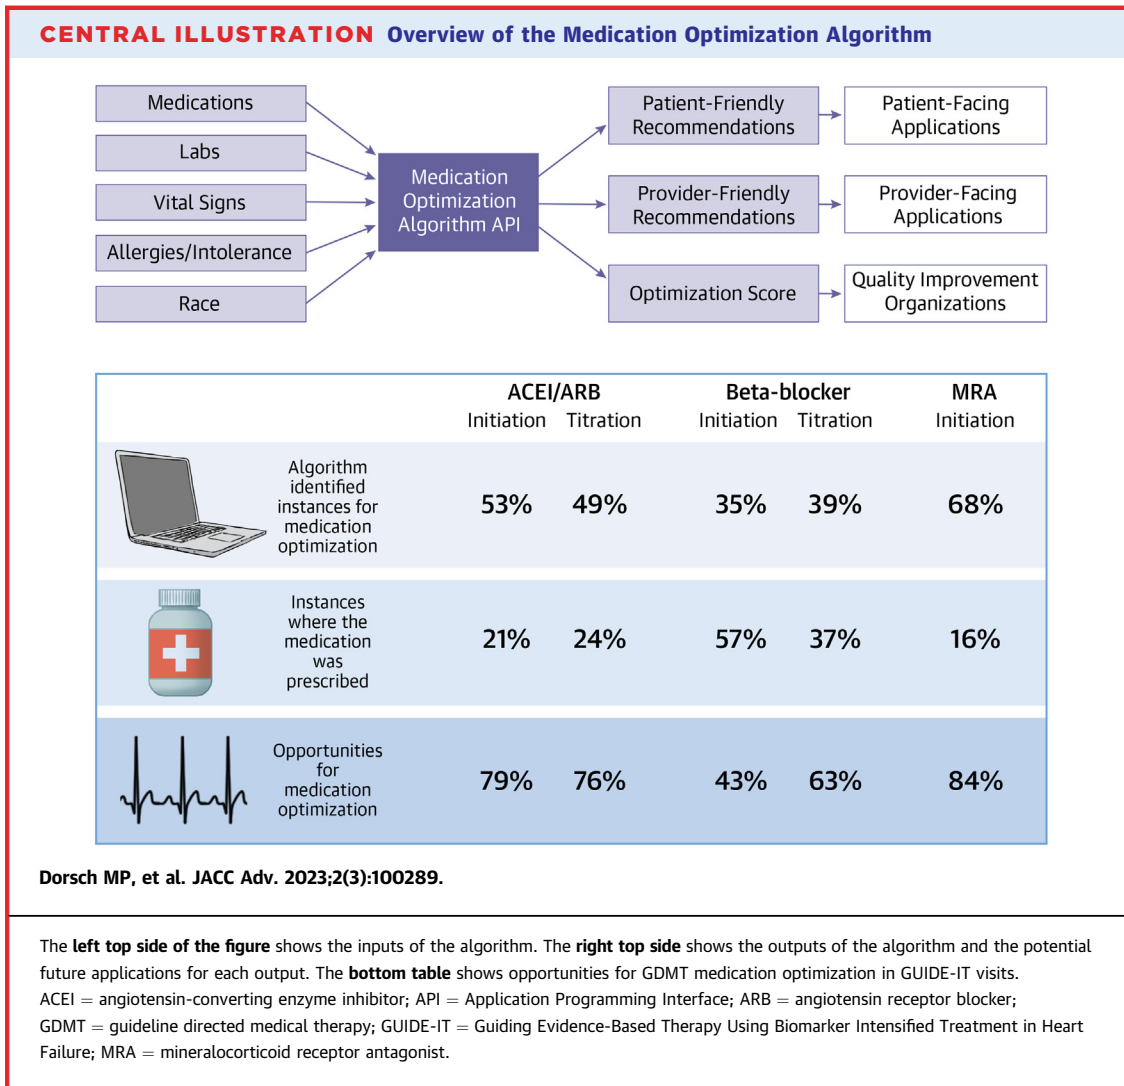 CENTRAL ILLUSTRATION Overview of the Medication Optimization Algorithm
Medications
Labs
Vital Signs
Allergies/Intolerance
Race
Medication
Optimization
Algorithm API
Patient-Friendly
Recommendations
Provider-Friendly
Recommendations
Optimization Score
Patient-Facing
Applications
Provider-Facing
Applications
Quality Improvement
Organizations
ACEI/ARB Beta-blocker MRA
Initiation Titration Initiation Titration Initiation
Algorithm
identified
instances for
medication
optimization
53% 49% 35% 39% 68%
Instances
where the
medication
was
prescribed
21% 24% 57% 37% 16%
Opportunities
for
medication
optimization
79% 76% 43% 63% 84%
Dorsch MP, et al. JACC Adv. 2023;2(3):100289.
The left top side of the figure shows the inputs of the algorithm. The right top side shows the outputs of the algorithm and the potential
future applications for each output. The bottom table shows opportunities for GDMT medication optimization in GUIDE-IT visits.
ACEI = angiotensin-converting enzyme inhibitor; API = Application Programming Interface; ARB = angiotensin receptor blocker;
GDMT = guideline directed medical therapy; GUIDE-IT = Guiding Evidence-Based Therapy Using Biomarker Intensified Treatment in Heart
Failure; MRA = mineralocorticoid receptor antagonist.